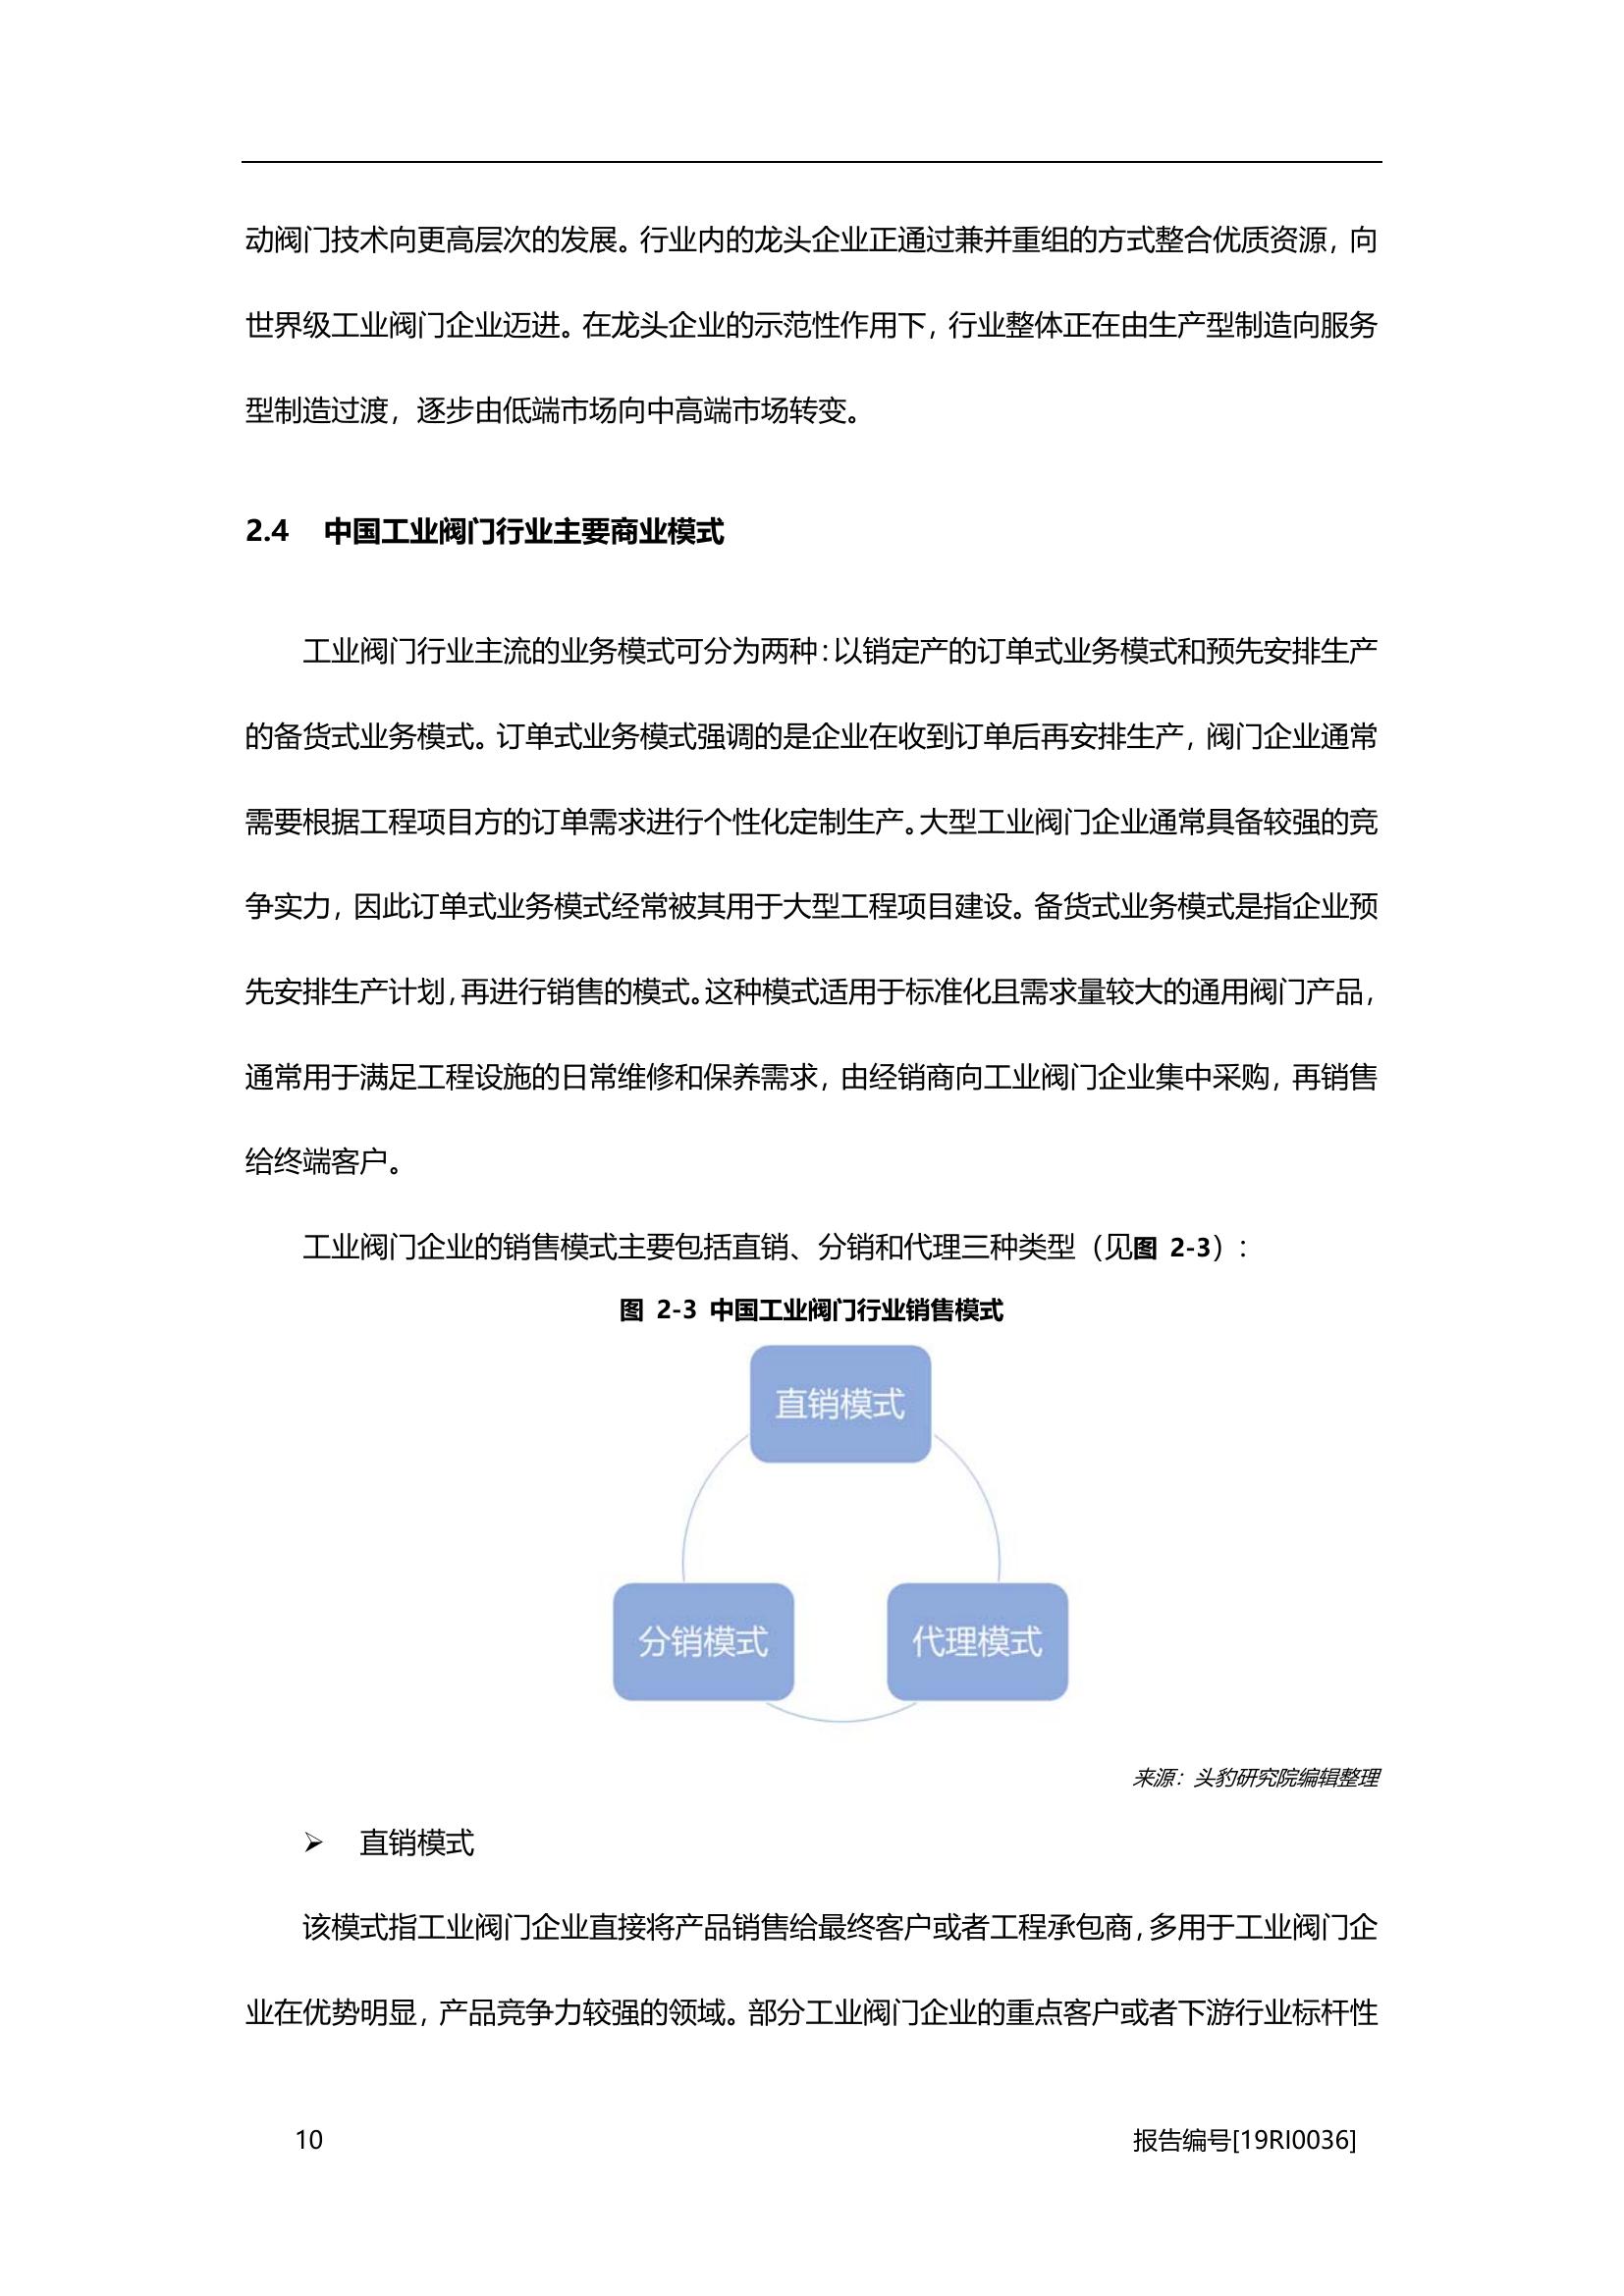 动阀门技术向更高层次的发展。行业内的龙头企业正通过兼并重组的方式整合优质资源，向
世界级工业阀门企业迈进。在龙头企业的示范性作用下，行业整体正在由生产型制造向服务
型制造过渡，逐步由低端市场向中高端市场转变。
2.4 中国工业阀门行业主要商业模式
工业阀门行业主流的业务模式可分为两种：以销定产的订单式业务模式和预先安排生产
的备货式业务模式。订单式业务模式强调的是企业在收到订单后再安排生产，阀门企业通常
需要根据工程项目方的订单需求进行个性化定制生产。大型工业阀门企业通常具备较强的竞
争实力，因此订单式业务模式经常被其用于大型工程项目建设。备货式业务模式是指企业预
先安排生产计划，再进行销售的模式。这种模式适用于标准化且需求量较大的通用阀门产品，
通常用于满足工程设施的日常维修和保养需求，由经销商向工业阀门企业集中采购，再销售
给终端客户。
工业阀门企业的销售模式主要包括直销、分销和代理三种类型（见图 2-3）：
图 2-3 中国工业阀门行业销售模式
直销模式
分销模式
代理模式
来源：头豹研究院编辑整理
➢ 直销模式
该模式指工业阀门企业直接将产品销售给最终客户或者工程承包商，多用于工业阀门企
业在优势明显，产品竞争力较强的领域。部分工业阀门企业的重点客户或者下游行业标杆性
10
报告编号[19RI0036]